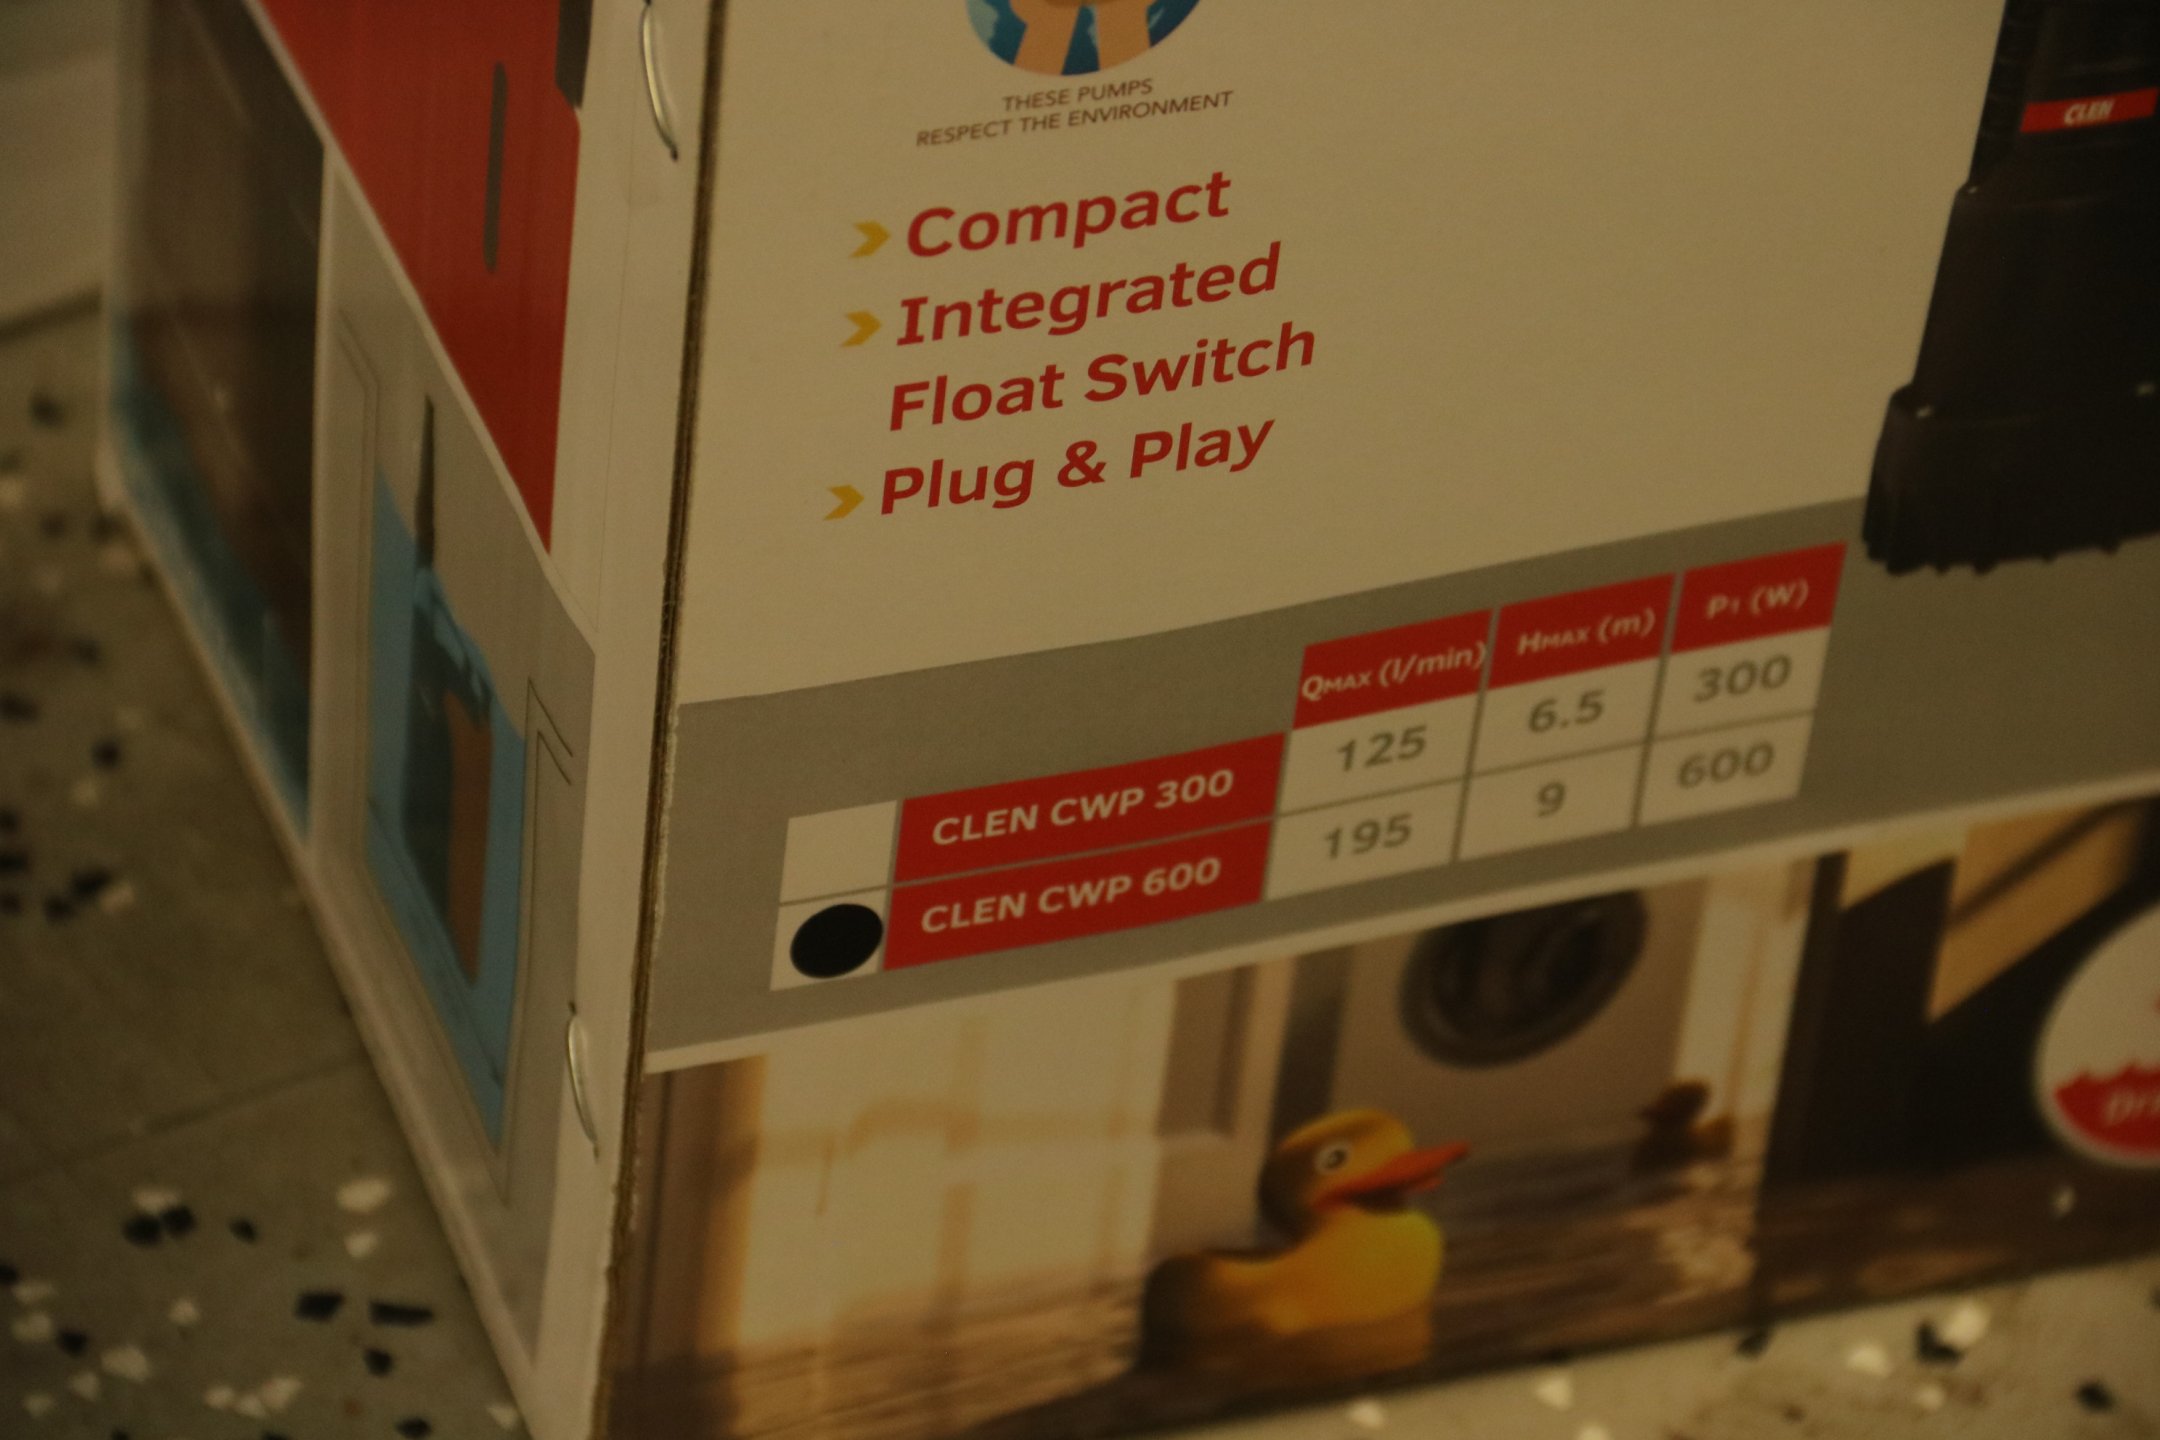 THESE PUMPS
RESPECT THE ENVIRONMENT
CLEN
Compact
Integrated
Float Switch
Plug & Play
QMAX (l/min) HMAX (m) P1 (W)
CLEN CWP 300 125 6.5 300
CLEN CWP 600 195 9 600